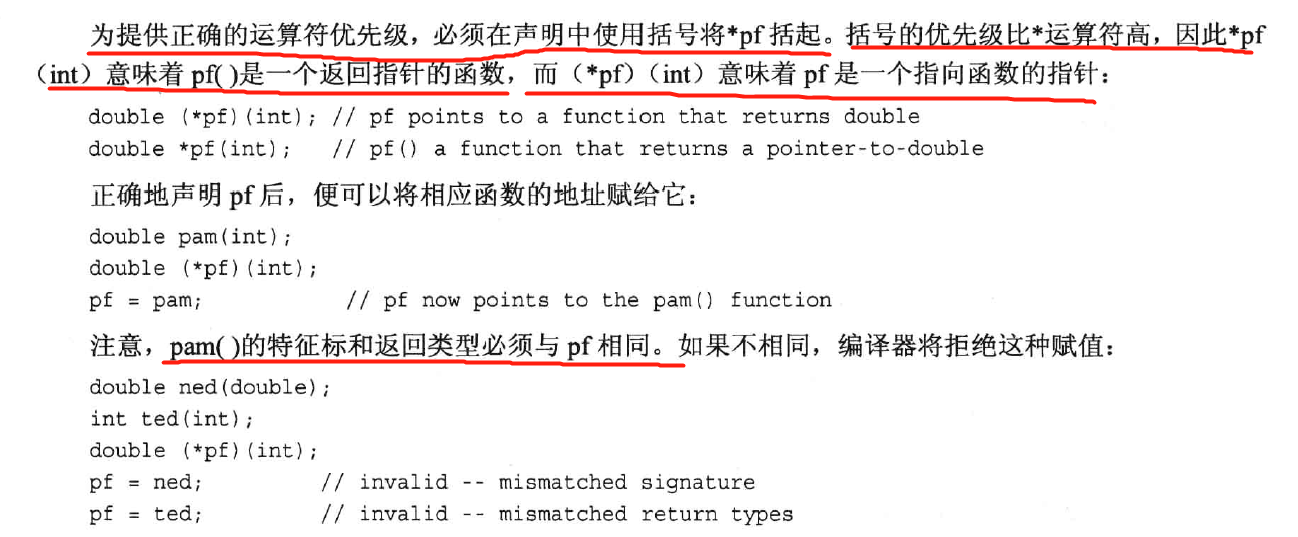 为提供正确的运算符优先级，必须在声明中使用括号将*pf 括起。括号的优先级比*运算符高，因此*pf
（int）意味着 pf( )是一个返回指针的函数，而（*pf）（int）意味着 pf 是一个指向函数的指针：
double (*pf)(int); // pf points to a function that returns double
double *pf(int);   // pf() a function that returns a pointer-to-double
正确地声明 pf 后，便可以将相应函数的地址赋给它：
double pam(int);
double (*pf)(int);
pf = pam;            // pf now points to the pam() function
注意，pam( )的特征标和返回类型必须与 pf 相同。如果不相同，编译器将拒绝这种赋值：
double ned(double);
int ted(int);
double (*pf)(int);
pf = ned;          // invalid -- mismatched signature
pf = ted;          // invalid -- mismatched return types